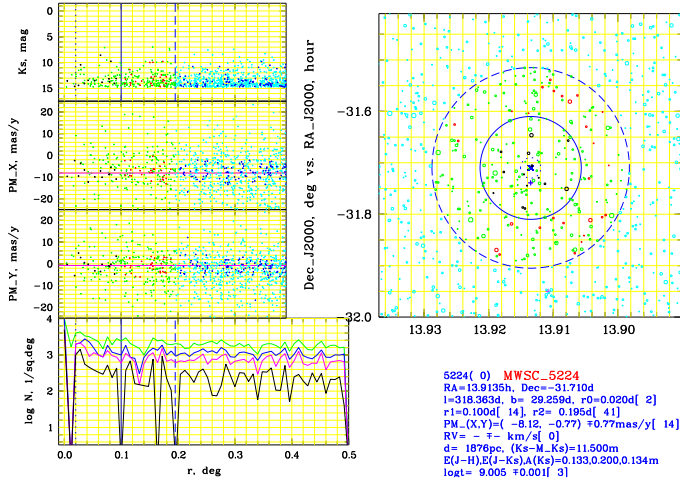 Ks, mag
0
5
10
15
PM_X, mas/y
20
10
0
−10
−20
PM_Y, mas/y
20
10
0
−10
−20
log N, 1/sq.deg
4
3
2
1
0.0 0.1 0.2 0.3 0.4 0.5
r, deg
Dec_J2000, deg vs. RA_J2000, hour
−31.6
−31.8
−32.0
13.93 13.92 13.91 13.90
5224( 0) MWSC_5224
RA=13.9135h, Dec=−31.710d
l=318.363d, b= 29.259d, r0=0.020d[ 2]
r1=0.100d[ 14], r2= 0.195d[ 41]
PM_(X,Y)=( −8.12, −0.77) ∓0.77mas/y[ 14]
RV= − ∓− km/s[ 0]
d= 1876pc, (Ks−M_Ks)=11.500m
E(J−H),E(J−Ks),A(Ks)=0.133,0.200,0.134m
logt= 9.005 ∓0.001[ 3]